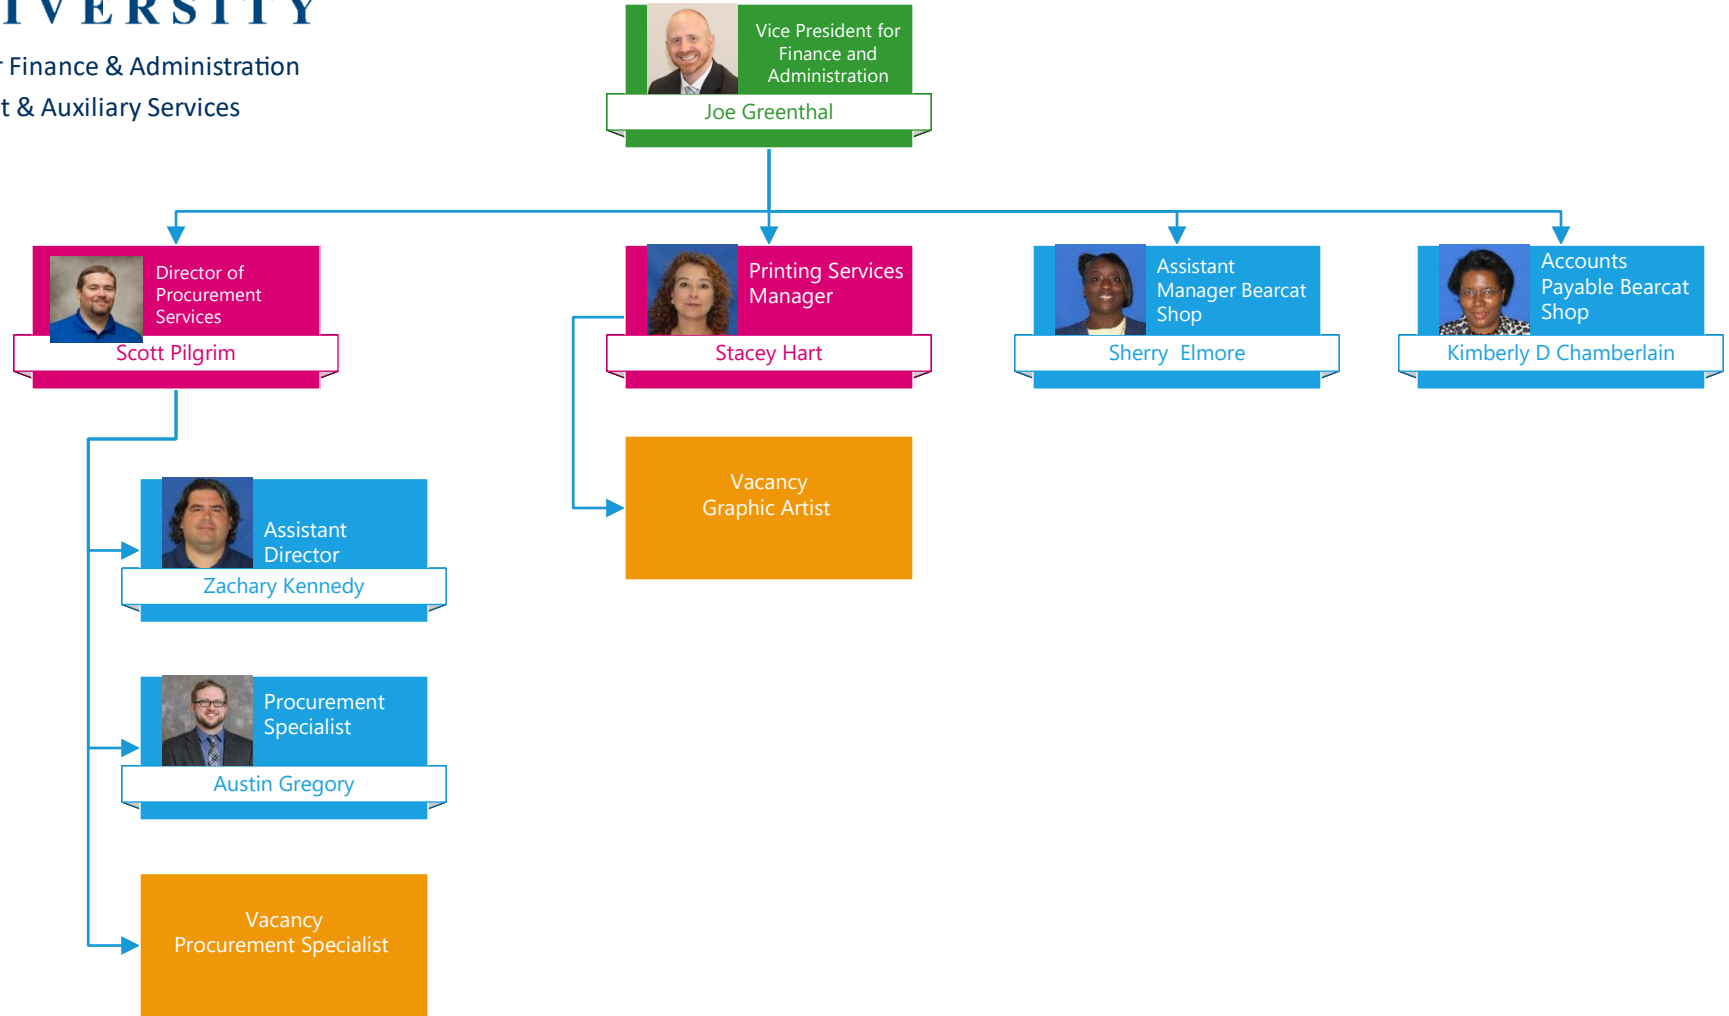 IVERSITY
r Finance & Administration
t & Auxiliary Services
Vice President for
Finance and
Administration
Joe Greenthal
Director of
Procurement
Services
Scott Pilgrim
Printing Services
Manager
Stacey Hart
Assistant
Manager Bearcat
Shop
Sherry Elmore
Accounts
Payable Bearcat
Shop
Kimberly D Chamberlain
Assistant
Director
Zachary Kennedy
Vacancy
Graphic Artist
Procurement
Specialist
Austin Gregory
Vacancy
Procurement Specialist